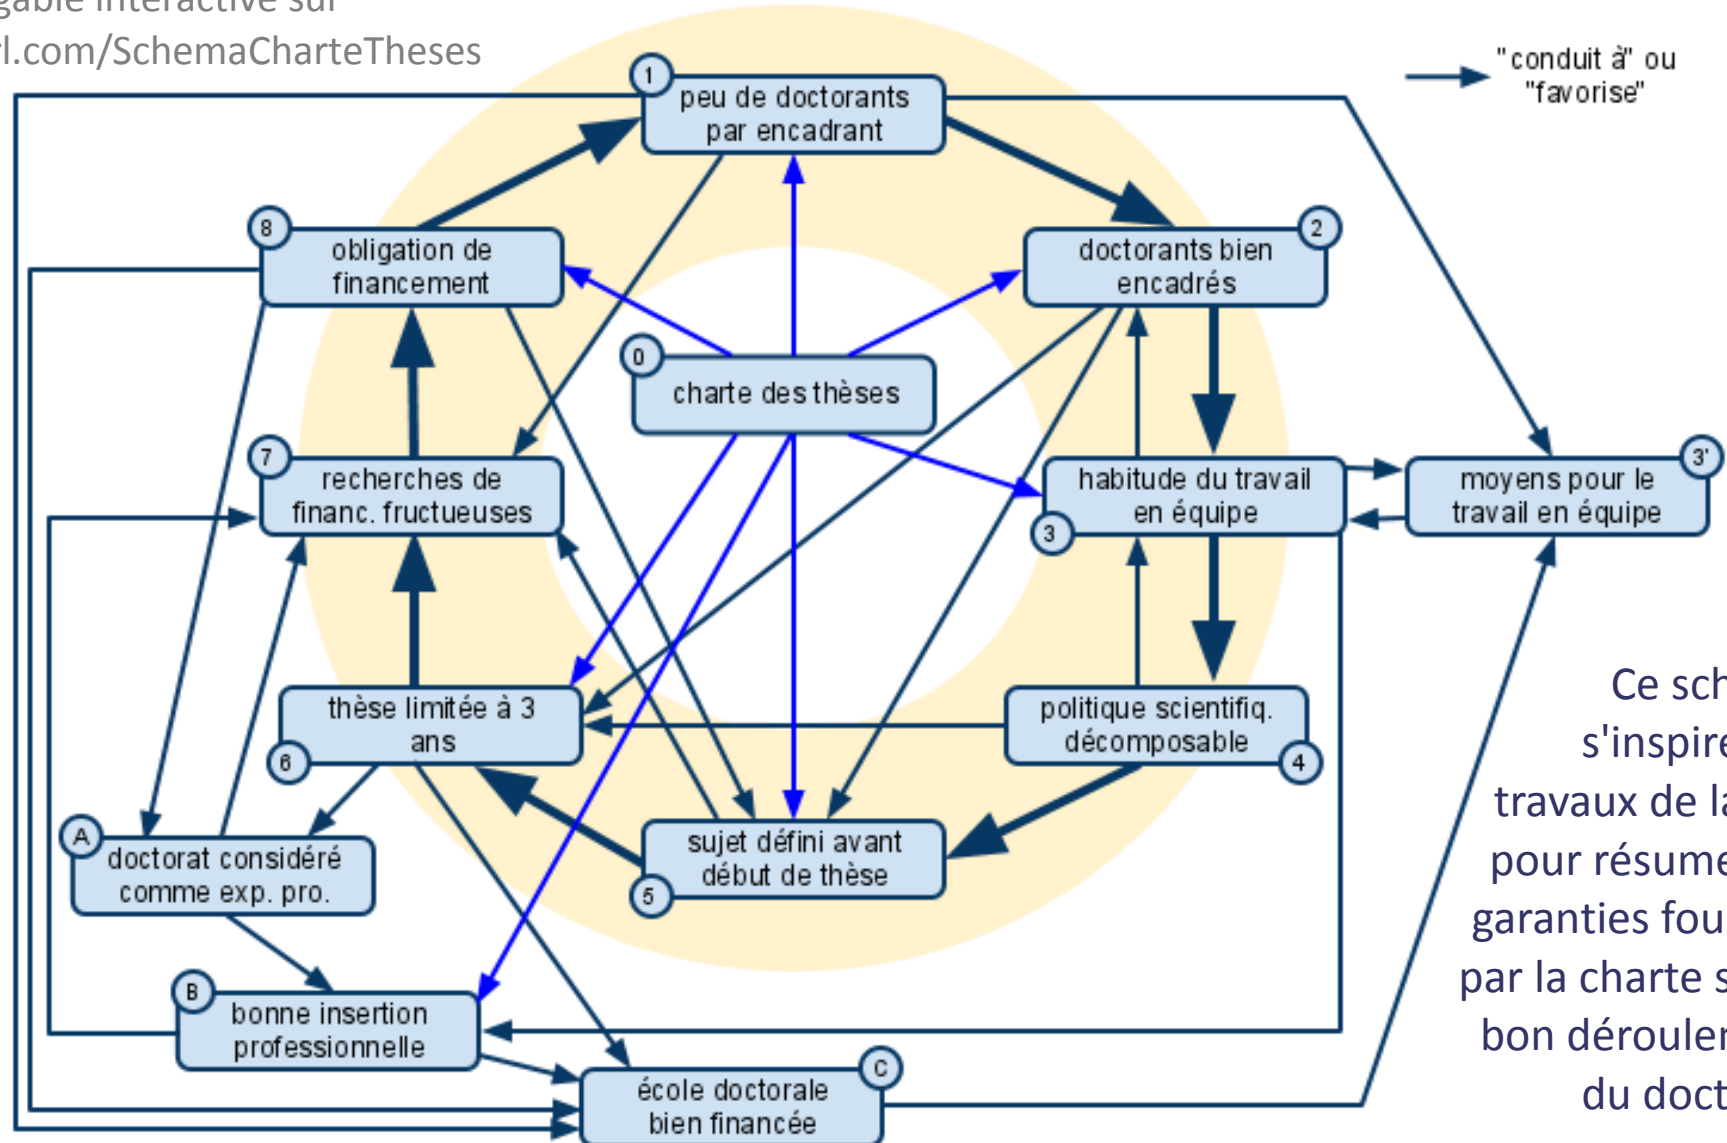 interactive sur
rl.com/SchemaCharteTheses
"conduit à" ou
"favorise"
1
peu de doctorants
par encadrant
8
obligation de
financement
2
doctorants bien
encadrés
0
charte des thèses
7
recherches de
financ. fructueuses
habitude du travail
en équipe
3
3'
moyens pour le
travail en équipe
thèse limitée à 3
ans
6
politique scientifiq.
décomposable
4
Ce sch
s'inspire
travaux de la
pour résume
garanties fou
par la charte s
bon dérouler
du doct
sujet défini avant
début de thèse
5
A
doctorat considéré
comme exp. pro.
B
bonne insertion
professionnelle
C
école doctorale
bien financée